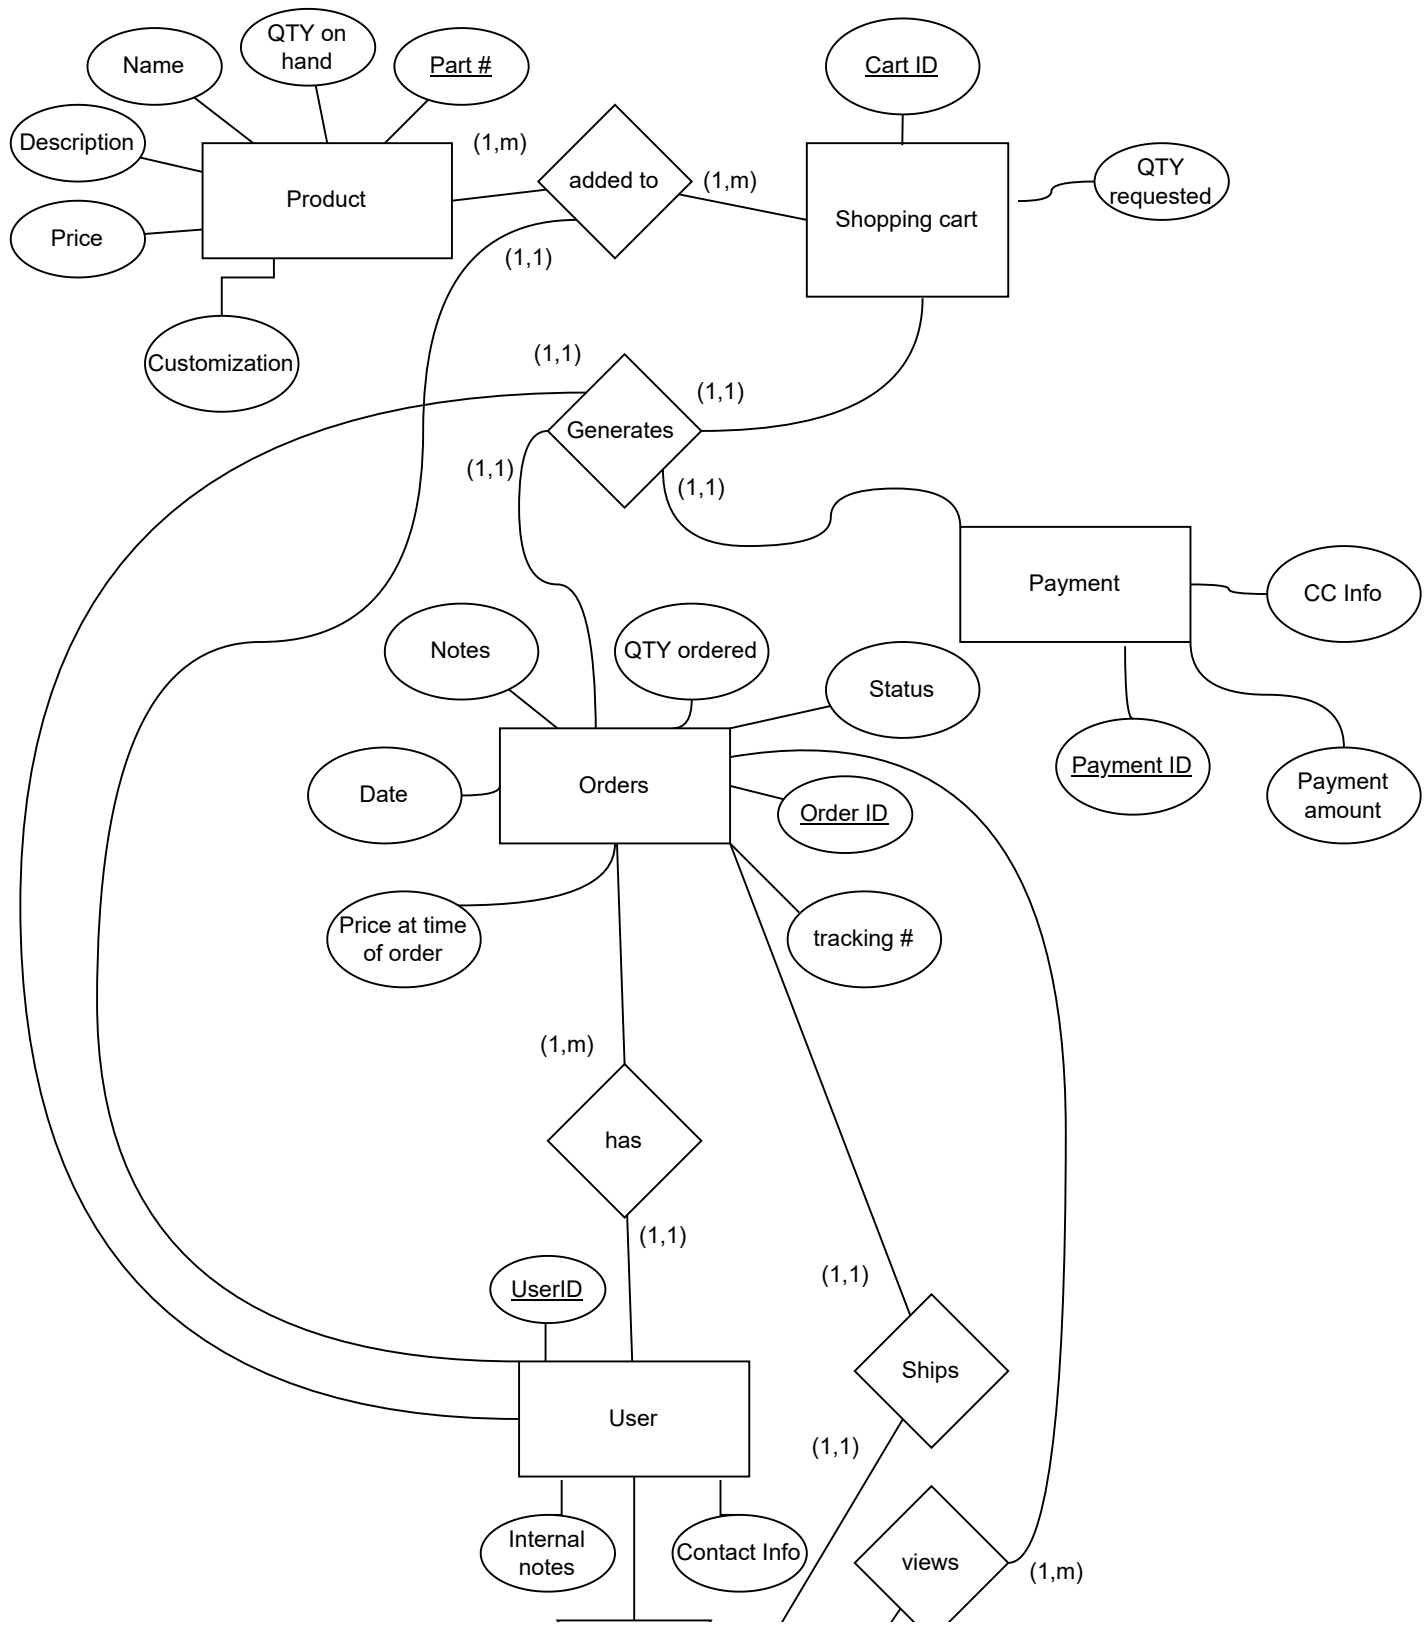 QTY on
hand
Name
Part #
Cart ID
Description
(1,m)
added to
(1,m)
QTY
requested
Product
Shopping cart
Price
(1,1)
Customization
(1,1)
(1,1)
Generates
(1,1)
(1,1)
Payment
CC Info
Notes
QTY ordered
Status
Payment ID
Payment
amount
Date
Orders
Order ID
Price at time
of order
tracking #
(1,m)
has
(1,1)
(1,1)
UserID
Ships
User
(1,1)
Internal
notes
Contact Info
views
(1,m)